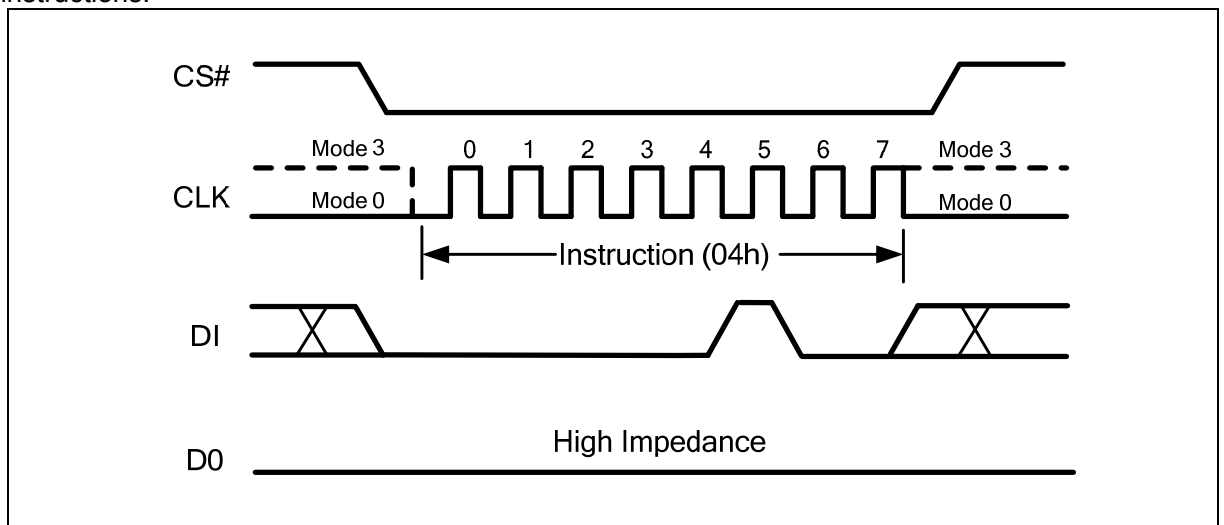 instructions.
CS#
Mode 3
0 1 2 3 4 5 6 7
Mode 3
CLK
Mode 0
Mode 0
Instruction (04h)
DI
High Impedance
D0